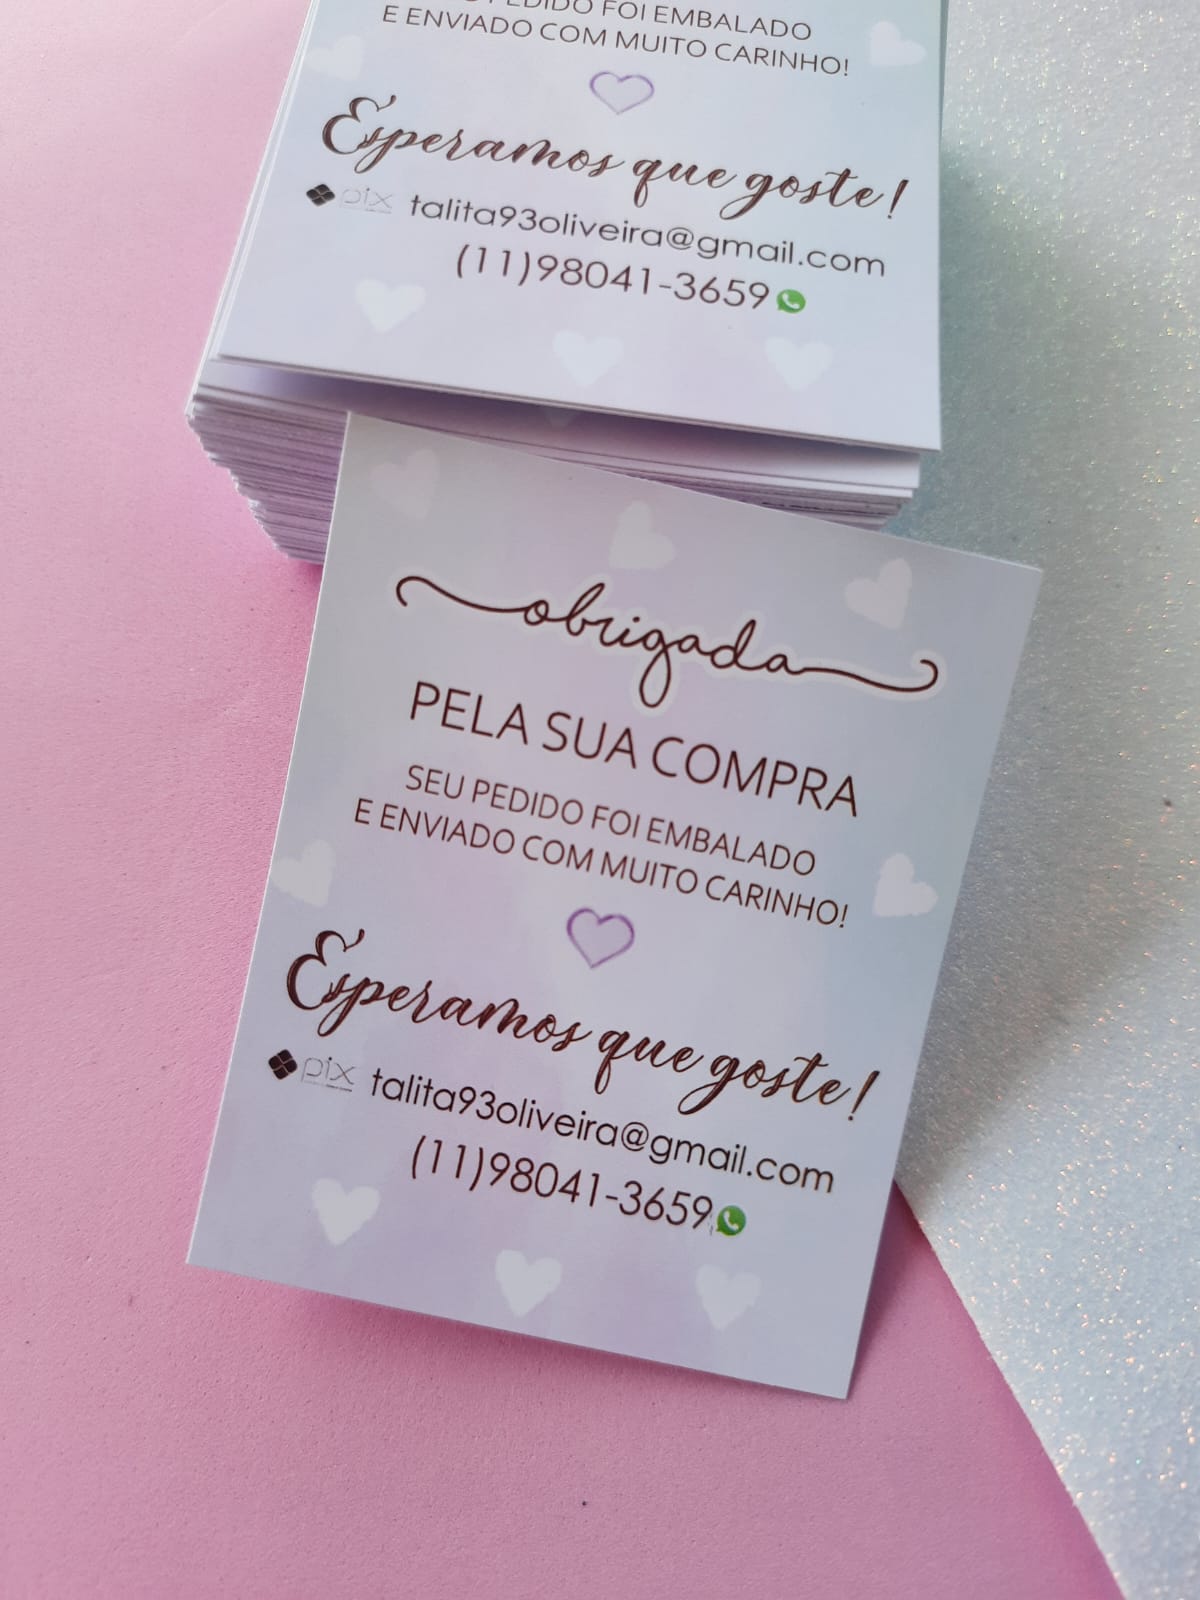 PEDIDO FOI EMBALADO
E ENVIADO COM MUITO CARINHO!
Esperamos que goste!
pix talita93oliveira@gmail.com
(11)98041-3659
obrigada
PELA SUA COMPRA
SEU PEDIDO FOI EMBALADO
E ENVIADO COM MUITO CARINHO!
Esperamos que goste!
pix talita93oliveira@gmail.com
(11)98041-3659